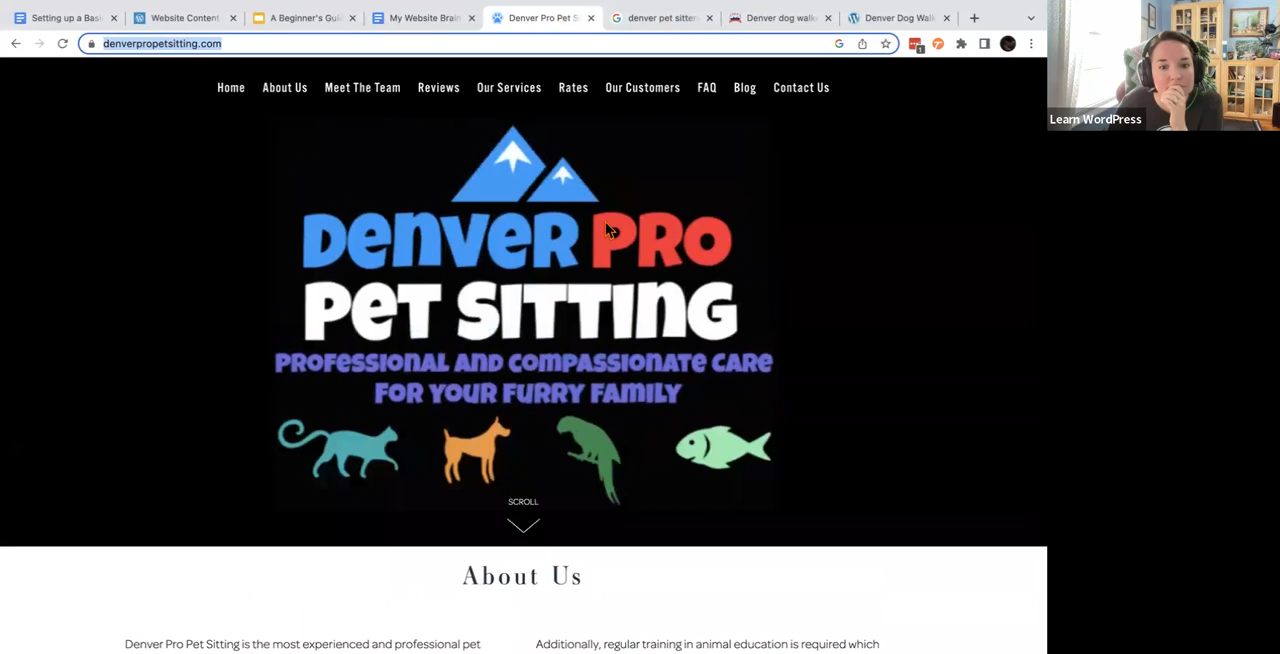 Setting up a Basi
Website Content
A Beginner's Gui
My Website Brain
Denver Pro Pet S
denver pet sitters
Denver dog walk
Denver Dog Walk
denverpropetsitting.com
1
Home
About Us
Meet The Team
Reviews
Our Services
Rates
Our Customers
FAQ
Blog
Contact Us
Learn WordPress
Denver Pro
Pet Sitting
Professional and Compassionate Care
for your furry family
SCROLL
About Us
Denver Pro Pet Sitting is the most experienced and professional pet
Additionally, regular training in animal education is required which